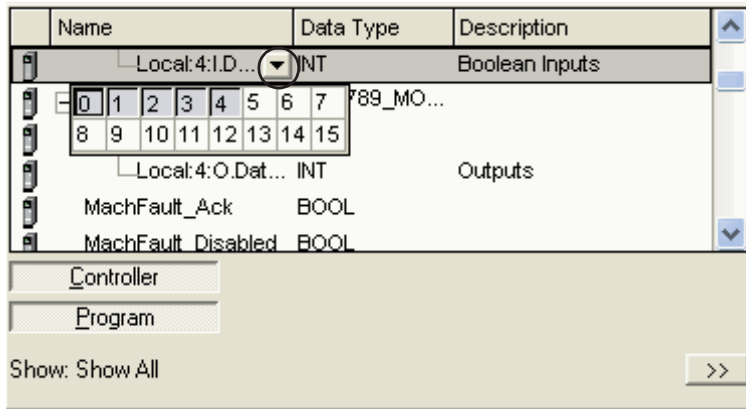 Name Data Type Description
Local:4:I.D... INT Boolean Inputs
0 1 2 3 4 5 6 7 789_MO...
8 9 10 11 12 13 14 15
Local:4:O.Dat... INT Outputs
MachFault_Ack BOOL
MachFault_Disabled BOOL
Controller
Program
Show: Show All >>